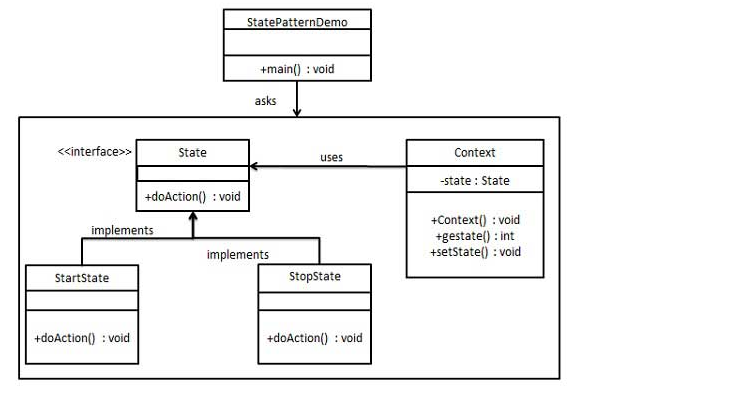 StatePatternDemo
+main() : void
asks
<<interface>>
State
+doAction() : void
uses
Context
-state : State
+Context() : void
+gestate() : int
+setState() : void
implements
implements
StartState
+doAction() : void
StopState
+doAction() : void